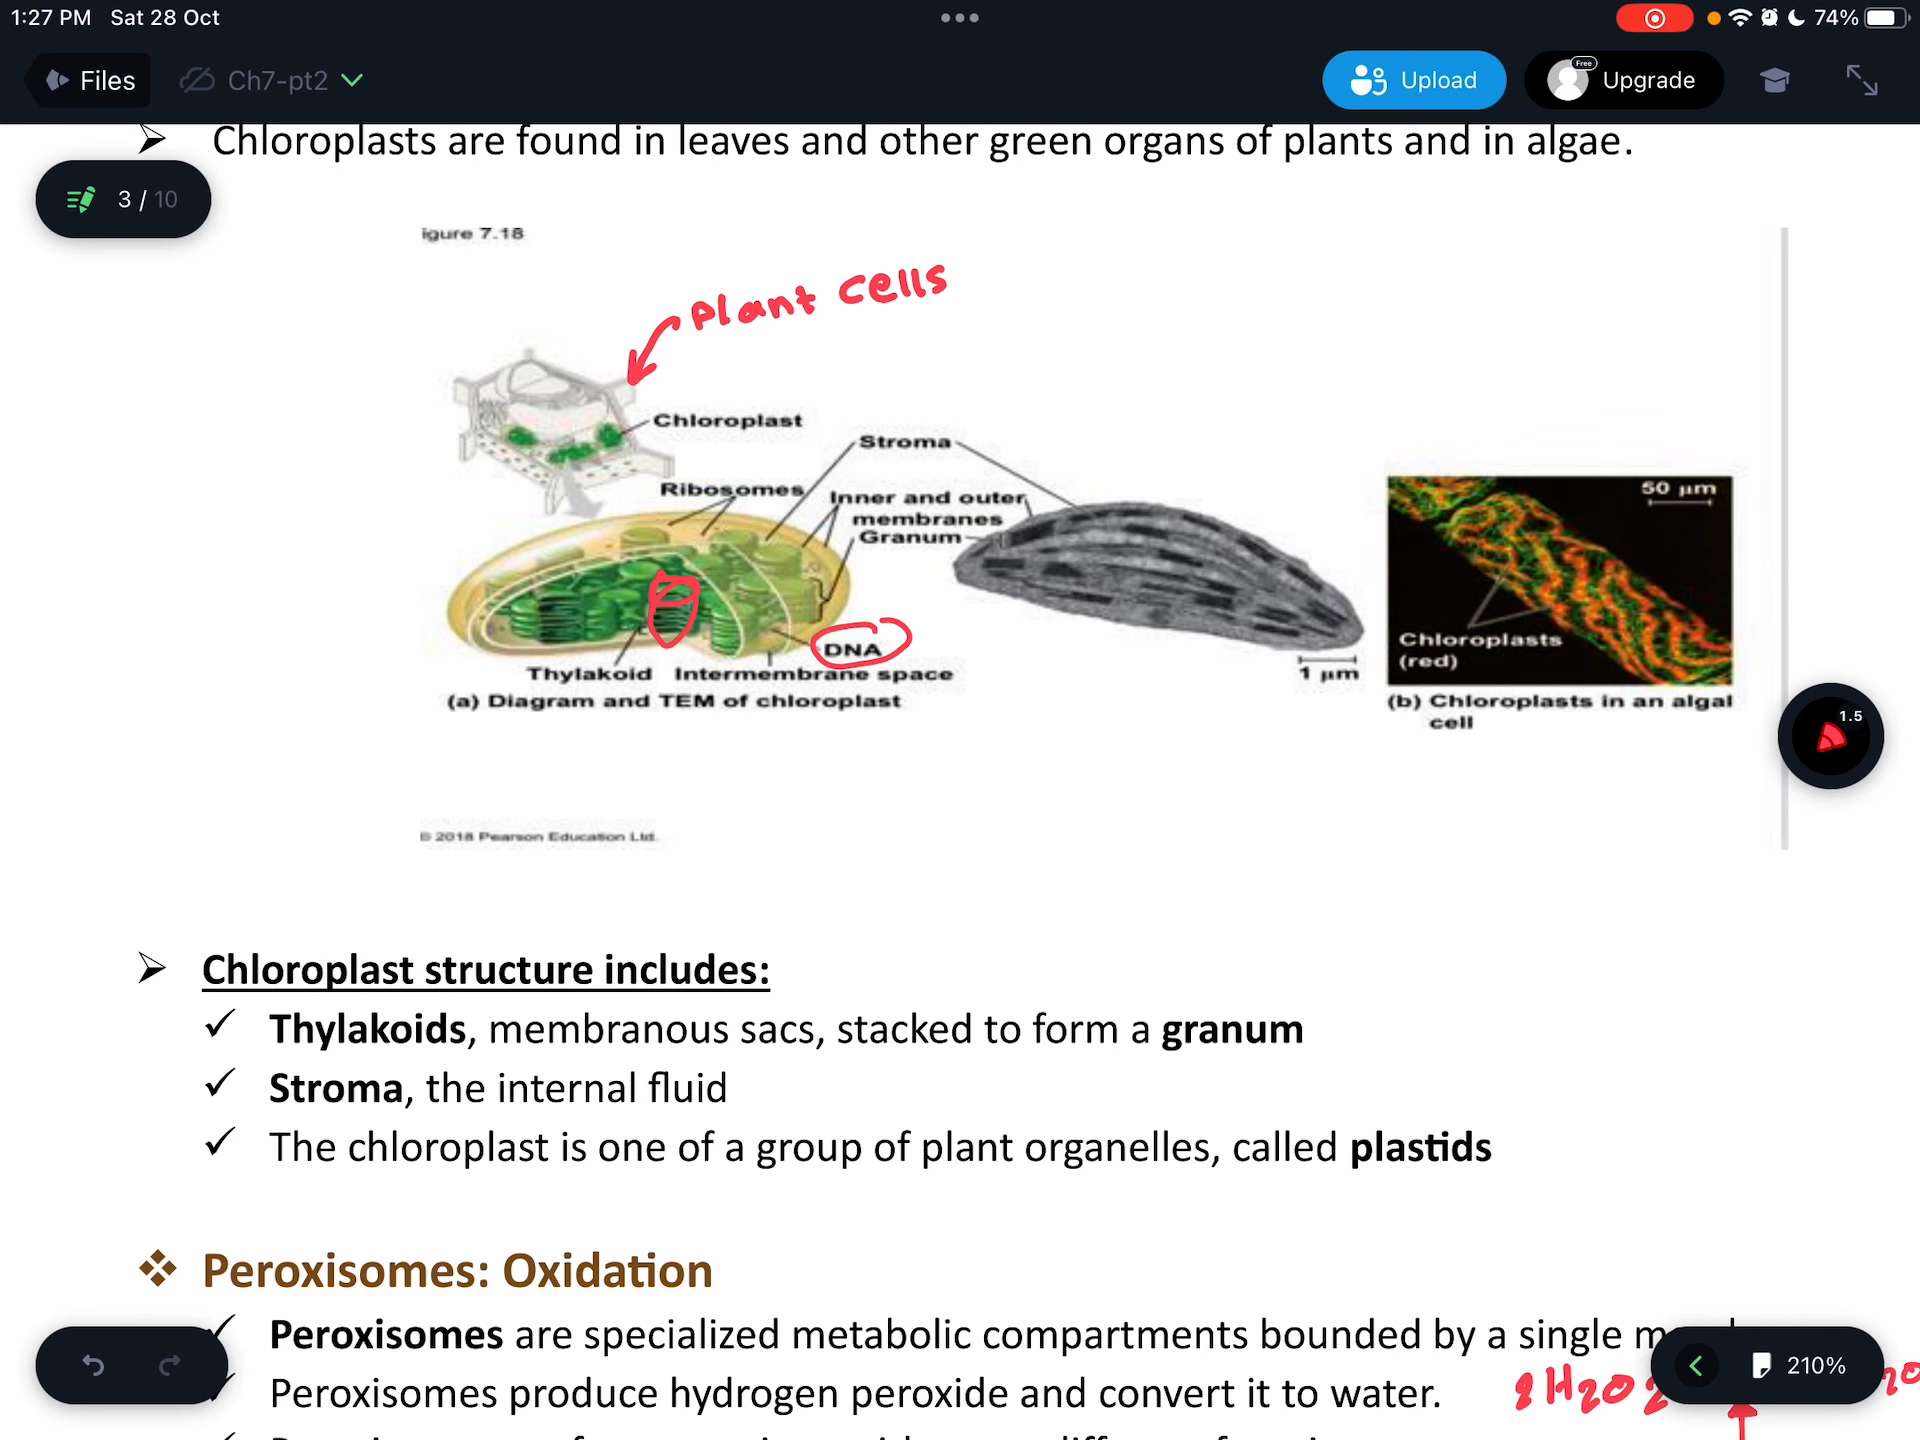 1:27 PM Sat 28 Oct
74%
Files
Ch7-pt2
Upload
Free
Upgrade
Chloroplasts are found in leaves and other green organs of plants and in algae.
3 / 10
igure 7.18
Plant Cells
Chloroplast
Stroma
Ribosomes
Inner and outer
membranes
Granum
DNA
Thylakoid
Intermembrane space
(a) Diagram and TEM of chloroplast
1 µm
50 µm
Chloroplasts
(red)
(b) Chloroplasts in an algal
cell
1.5
© 2018 Pearson Education Ltd.
Chloroplast structure includes:
Thylakoids, membranous sacs, stacked to form a granum
Stroma, the internal fluid
The chloroplast is one of a group of plant organelles, called plastids
Peroxisomes: Oxidation
Peroxisomes are specialized metabolic compartments bounded by a single
Peroxisomes produce hydrogen peroxide and convert it to water.
2H2O2
210%